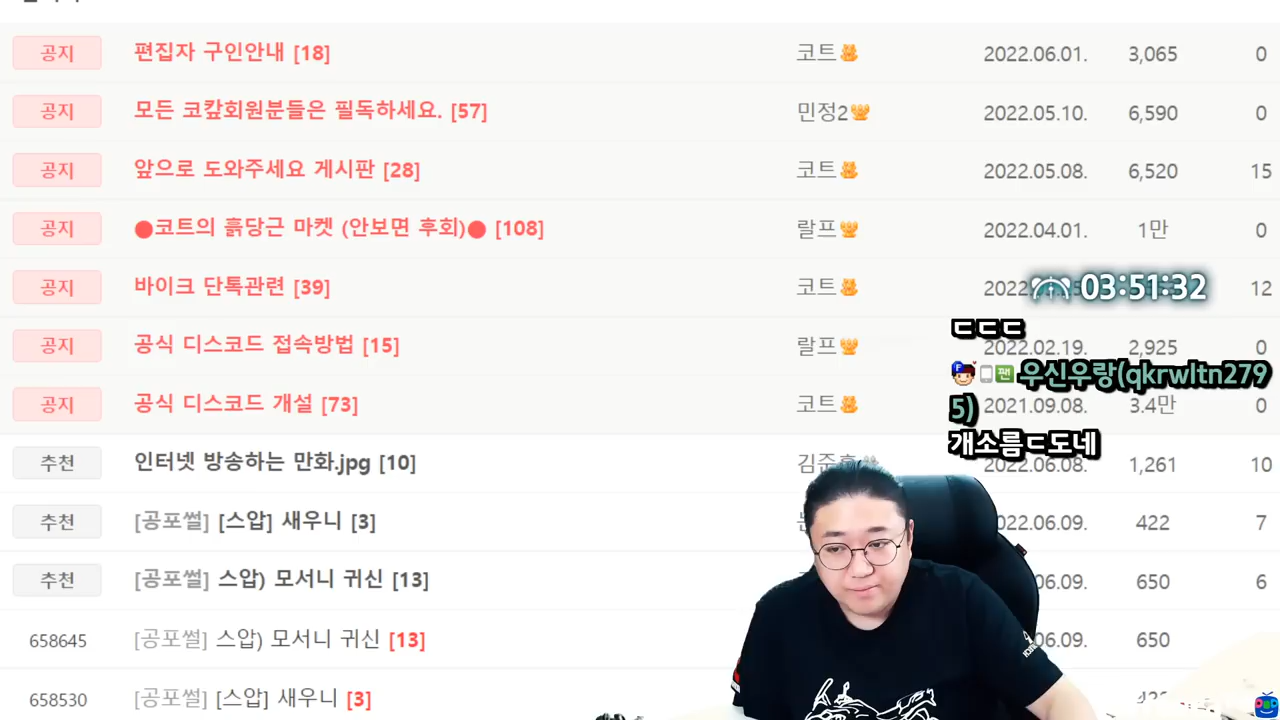 공지 편집자 구인안내 [18] 코트 2022.06.01. 3,065 0
공지 모든 코캎회원분들은 필독하세요. [57] 민정2 2022.05.10. 6,590 0
공지 앞으로 도와주세요 게시판 [28] 코트 2022.05.08. 6,520 15
공지 ●코트의 흙당근 마켓 (안보면 후회)● [108] 랄프 2022.04.01. 1만 0
공지 바이크 단톡관련 [39] 코트 2022 12
03:51:32
ㄷㄷㄷ
공지 공식 디스코드 접속방법 [15] 랄프 2022.02.19. 2,925 0
팬 우신우랑(qkrwltn279
5)
공지 공식 디스코드 개설 [73] 코트 2021.09.08. 3.4만 0
개소름ㄷ도네
추천 인터넷 방송하는 만화.jpg [10] 김준 2022.06.08. 1,261 10
추천 [공포썰] [스압] 새우니 [3] 022.06.09. 422 7
추천 [공포썰] 스압) 모서니 귀신 [13] 06.09. 650 6
658645 [공포썰] 스압) 모서니 귀신 [13] 06.09. 650
658530 [공포썰] [스압] 새우니 [3]